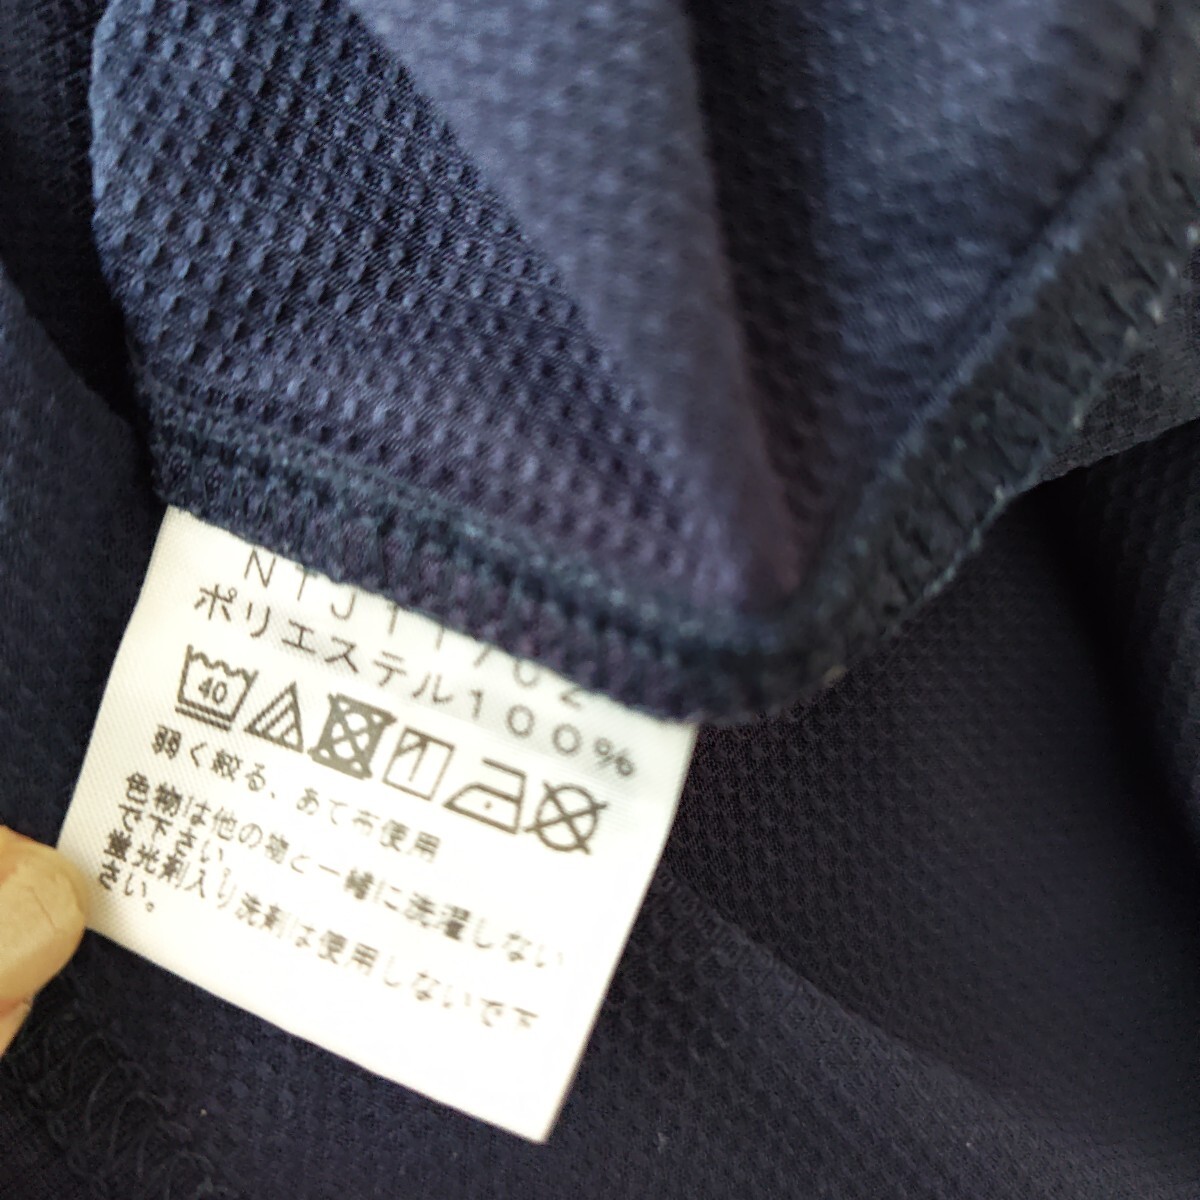 ポリエステル100%
40
弱く絞る、あて布使用
色物は他の物と一緒に洗濯しない
で下さい。
蛍光剤入り洗剤は使用しないで下
さい。